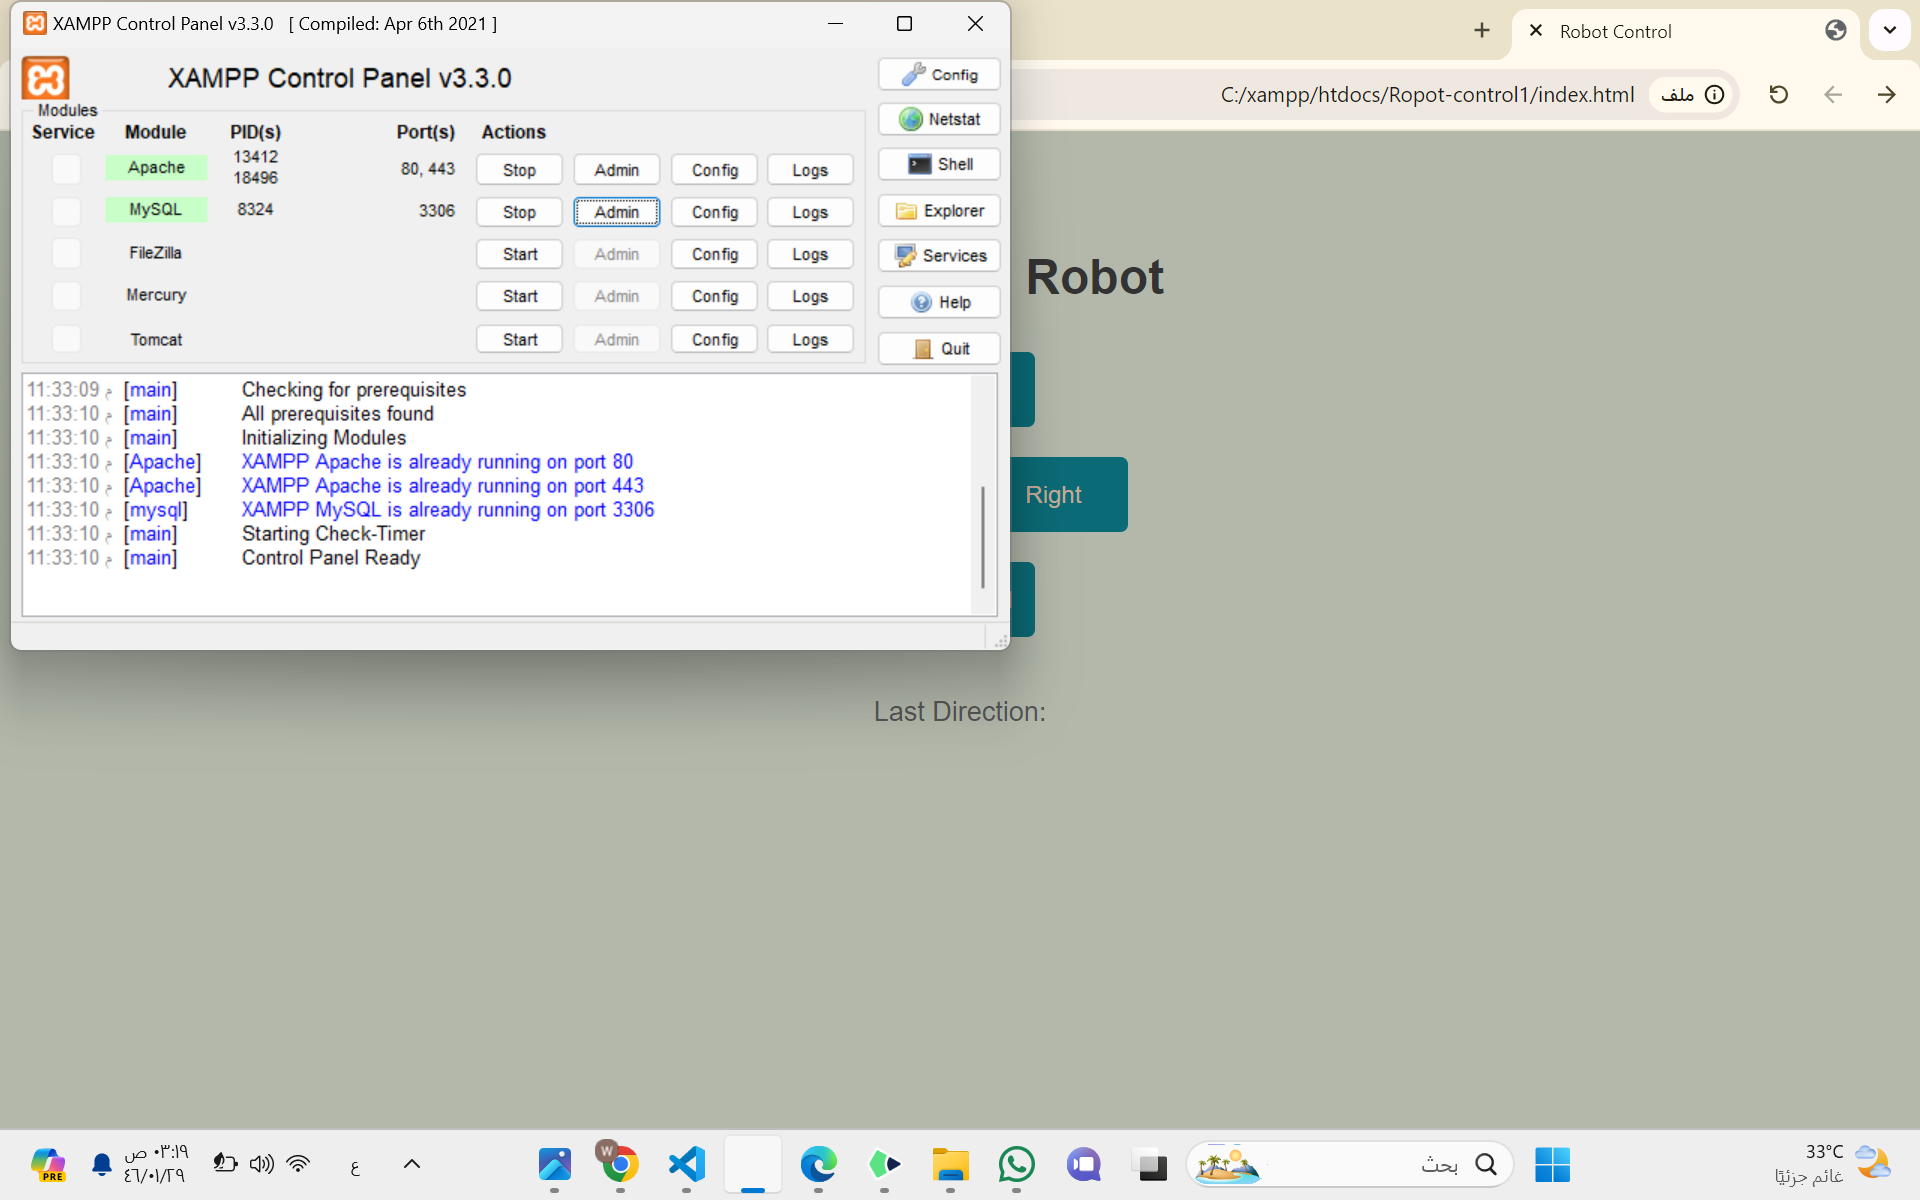 XAMPP Control Panel v3.3.0 [ Compiled: Apr 6th 2021 ]
XAMPP Control Panel v3.3.0
Config
Modules
Service Module PID(s) Port(s) Actions
Netstat
Apache 13412 18496 80, 443 Stop Admin Config Logs
Shell
MySQL 8324 3306 Stop Admin Config Logs
Explorer
FileZilla Start Admin Config Logs
Services
Mercury Start Admin Config Logs
Help
Tomcat Start Admin Config Logs
Quit
11:33:09 م [main] Checking for prerequisites
11:33:10 م [main] All prerequisites found
11:33:10 م [main] Initializing Modules
11:33:10 م [Apache] XAMPP Apache is already running on port 80
11:33:10 م [Apache] XAMPP Apache is already running on port 443
11:33:10 م [mysql] XAMPP MySQL is already running on port 3306
11:33:10 م [main] Starting Check-Timer
11:33:10 م [main] Control Panel Ready
Robot Control
C:/xampp/htdocs/Ropot-control1/index.html ملف
Robot
Right
Last Direction:
PRE
٠٣:١٩ ص
٤٦/٠١/٢٩
ع
W
بحث
33°C
غائم جزئيًا